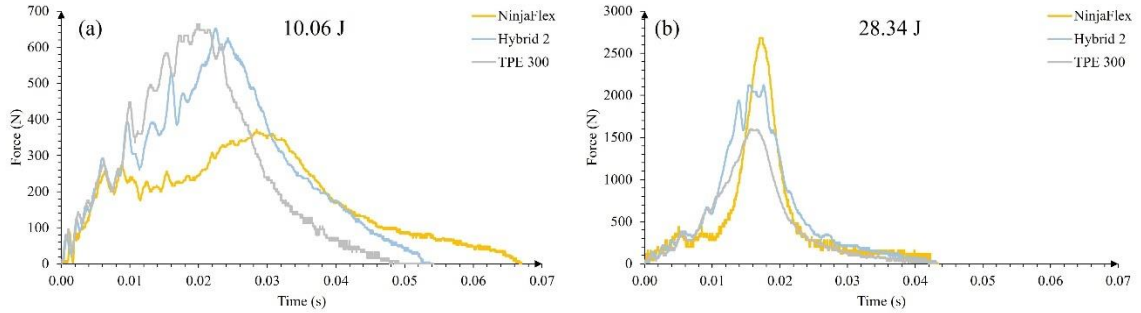 (a)
10.06 J
NinjaFlex
Hybrid 2
TPE 300
Force (N)
700
600
500
400
300
200
100
0
0.00 0.01 0.02 0.03 0.04 0.05 0.06 0.07
Time (s)
(b)
28.34 J
NinjaFlex
Hybrid 2
TPE 300
Force (N)
3000
2500
2000
1500
1000
500
0
0.00 0.01 0.02 0.03 0.04 0.05 0.06 0.07
Time (s)